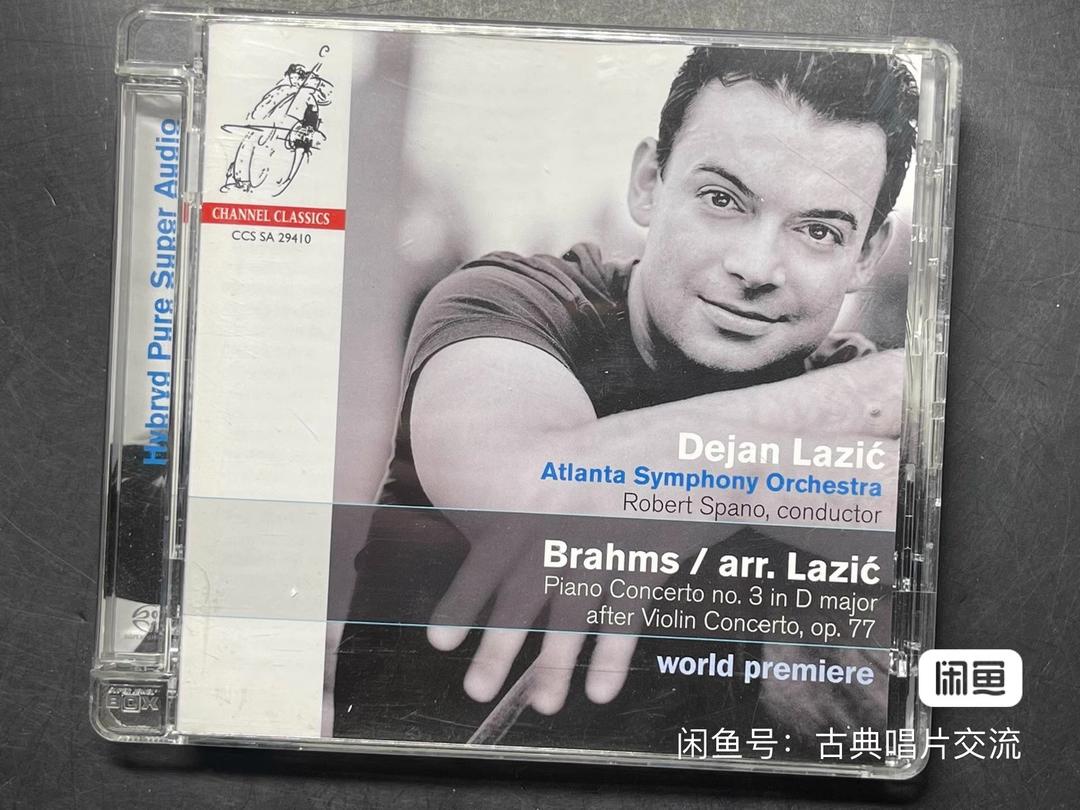 Hybryd Pure Super Audio
C
CHANNEL CLASSICS
CCS SA 29410
Dejan Lazić
Atlanta Symphony Orchestra
Robert Spano, conductor
Brahms / arr. Lazić
Piano Concerto no. 3 in D major
after Violin Concerto, op. 77
world premiere
BOX
闲鱼
闲鱼号：古典唱片交流